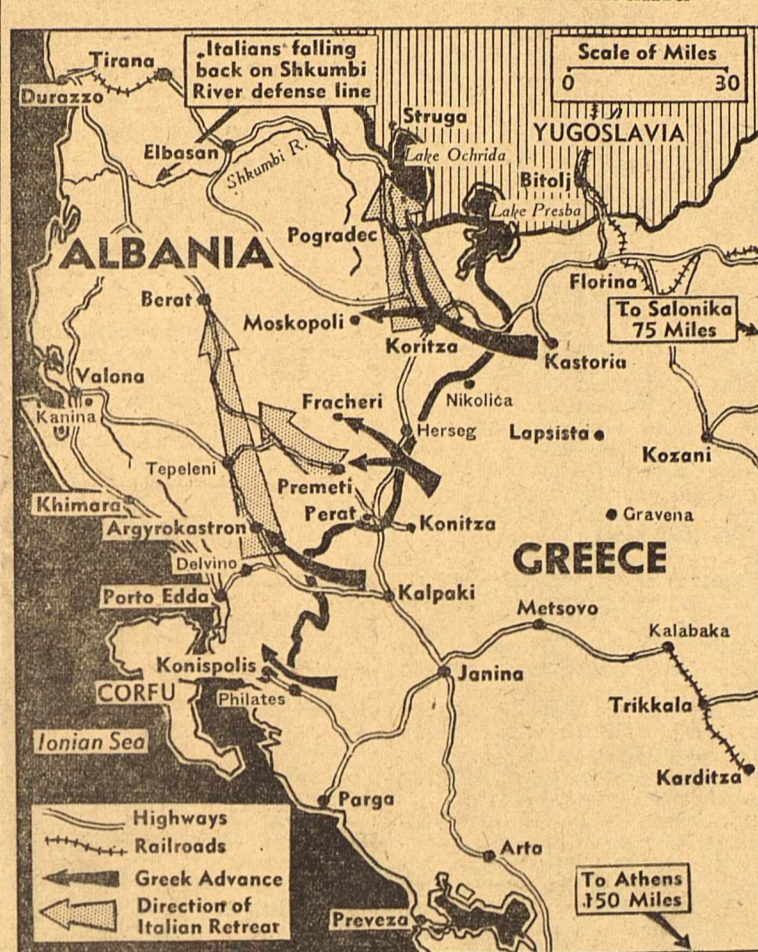 Tirana
Durazzo
Italians falling
back on Shkumbi
River defense line
Scale of Miles
0 30
Struga
YUGOSLAVIA
Elbasan
Shkumbi R.
Lake Ochrida
Bitolj
Lake Presba
Pogradec
ALBANIA
Florina
Berat
Moskopoli
To Salonika
75 Miles
Koritza
Kastoria
Valona
Kanina
Fracheri
Nikolica
Herseg
Lapsista
Kozani
Tepeleni
Premeti
Khimara
Perat
Konitza
Gravena
Argyrokastron
GREECE
Delvino
Porto Edda
Kalpaki
Metsovo
Kalabaka
Konispolis
Janina
CORFU
Philates
Trikkala
Ionian Sea
Karditza
Parga
Highways
Railroads
Greek Advance
Direction of
Italian Retreat
Arta
To Athens
150 Miles
Preveza